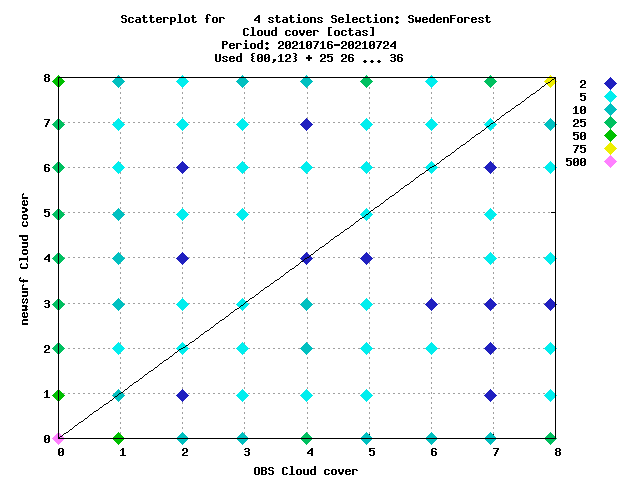 Scatterplot for    4 stations Selection: SwedenForest
Cloud cover [octas]
Period: 20210716-20210724
Used {00,12} + 25 26 ... 36
8
7
6
5
4
3
2
1
0
newsurf Cloud cover
0 1 2 3 4 5 6 7 8
OBS Cloud cover
2
5
10
25
50
75
500